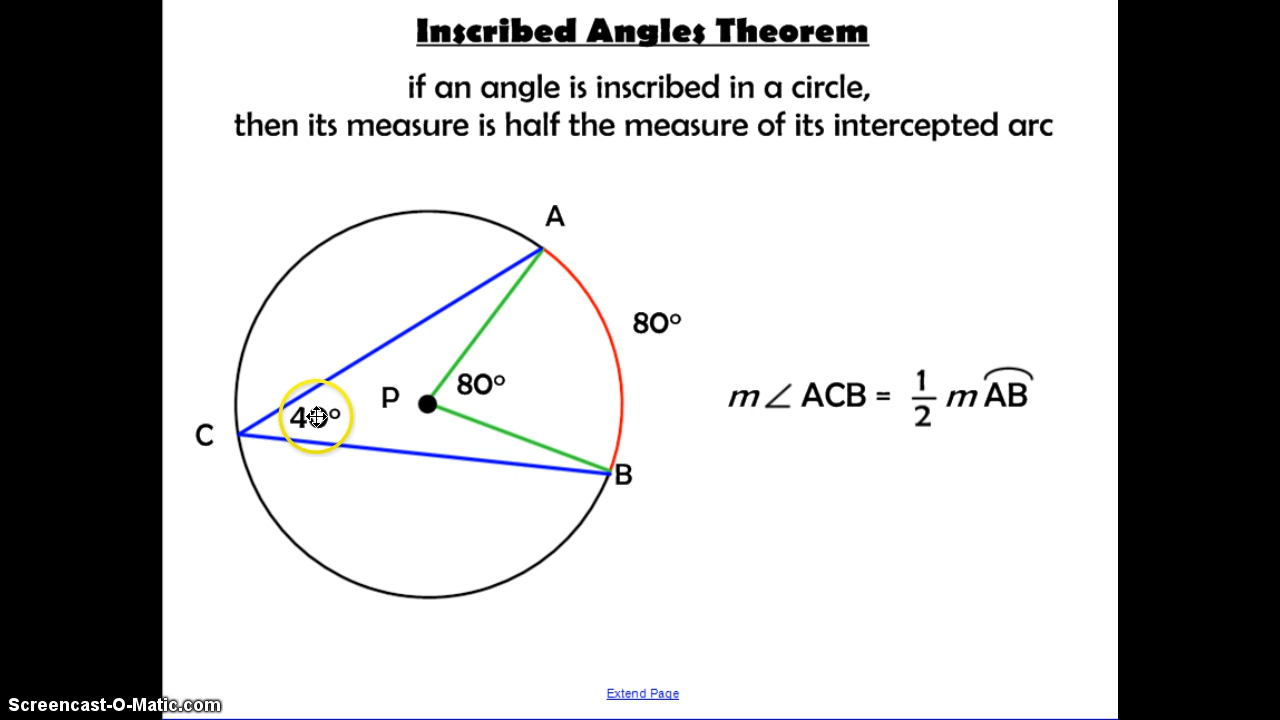 Inscribed Angles Theorem
if an angle is inscribed in a circle,
then its measure is half the measure of its intercepted arc
A
80°
80°
P
40°
C
B
m∠ ACB = 1/2 m AB
Extend Page
Screencast-O-Matic.com